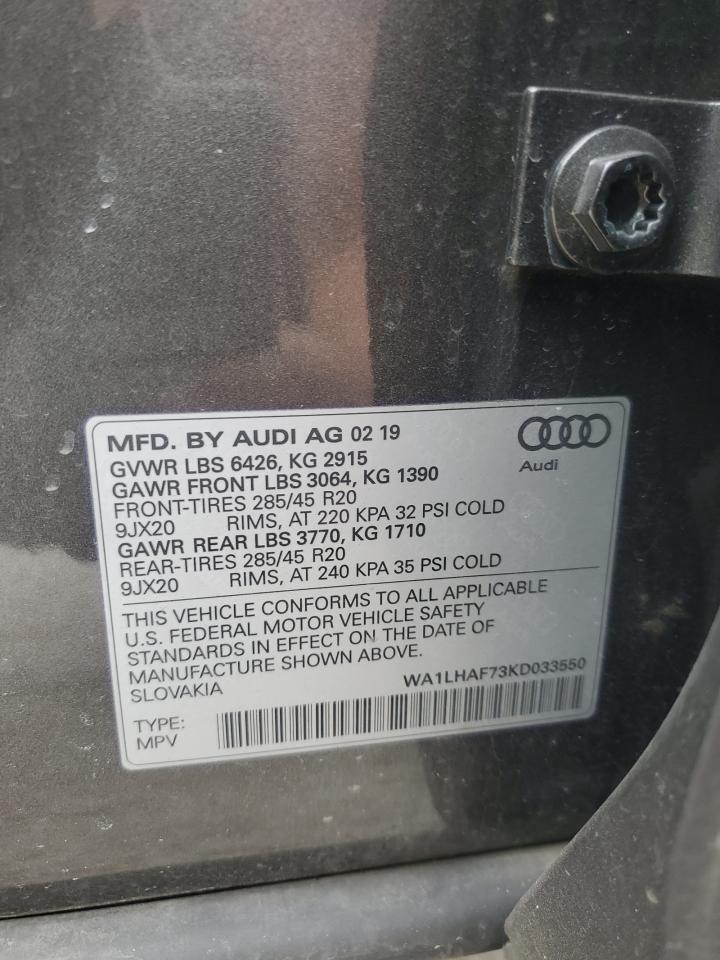 MFD. BY AUDI AG 02 19
Audi
GVWR LBS 6426, KG 2915
GAWR FRONT LBS 3064, KG 1390
FRONT-TIRES 285/45 R20
9JX20 RIMS, AT 220 KPA 32 PSI COLD
GAWR REAR LBS 3770, KG 1710
REAR-TIRES 285/45 R20
9JX20 RIMS, AT 240 KPA 35 PSI COLD
THIS VEHICLE CONFORMS TO ALL APPLICABLE
U.S. FEDERAL MOTOR VEHICLE SAFETY
STANDARDS IN EFFECT ON THE DATE OF
MANUFACTURE SHOWN ABOVE.
SLOVAKIA WA1LHAF73KD033550
TYPE:
MPV